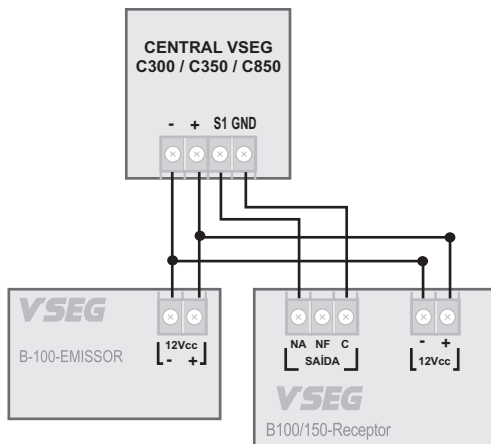 CENTRAL VSEG
C300 / C350 / C850
- + S1 GND
VSEG
12Vcc
- +
B-100-EMISSOR
NA NF C
SAÍDA
- +
12Vcc
VSEG
B100/150-Receptor